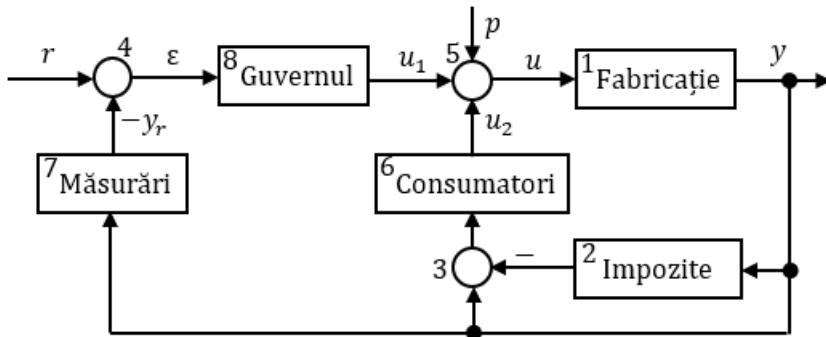 p
r 4 ε 8 Guvernul u₁ 5 u 1 Fabricație y
−yᵣ u₂
7 Măsurări 6 Consumatori
3 − 2 Impozite